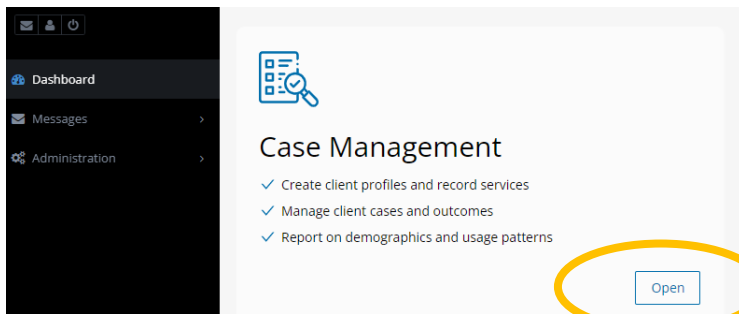 Dashboard
Messages
Administration
Case Management
Create client profiles and record services
Manage client cases and outcomes
Report on demographics and usage patterns
Open